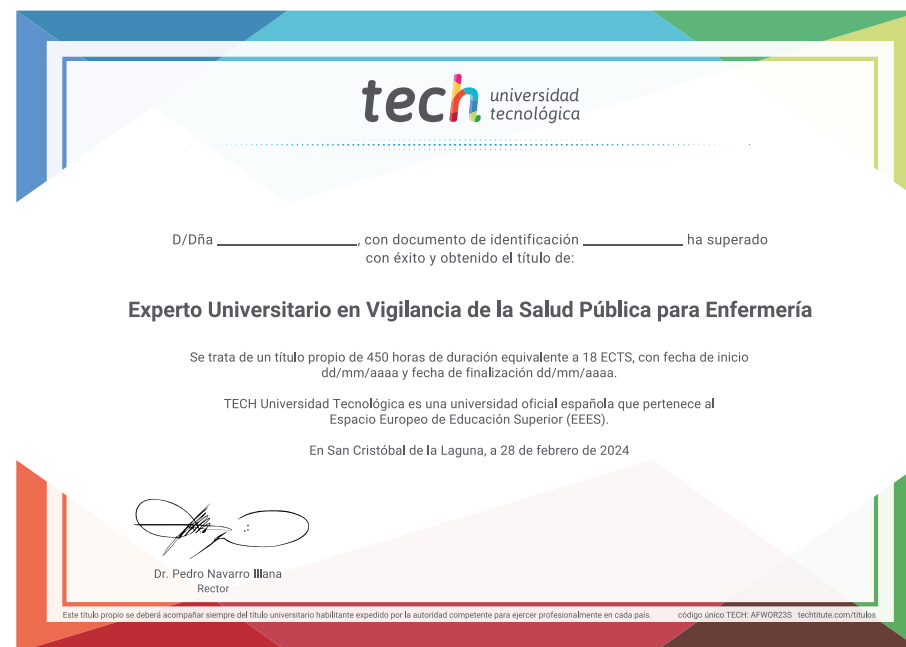 tech universidad
tecnológica
D/Dña ____________________, con documento de identificación ______________ ha superado
con éxito y obtenido el título de:
Experto Universitario en Vigilancia de la Salud Pública para Enfermería
Se trata de un título propio de 450 horas de duración equivalente a 18 ECTS, con fecha de inicio
dd/mm/aaaa y fecha de finalización dd/mm/aaaa.
TECH Universidad Tecnológica es una universidad oficial española que pertenece al
Espacio Europeo de Educación Superior (EEES).
En San Cristóbal de la Laguna, a 28 de febrero de 2024
Dr. Pedro Navarro Illana
Rector
Este título propio se deberá acompañar siempre del título universitario habilitante expedido por la autoridad competente para ejercer profesionalmente en cada país. código único TECH: AFWOR23S techtitute.com/titulos